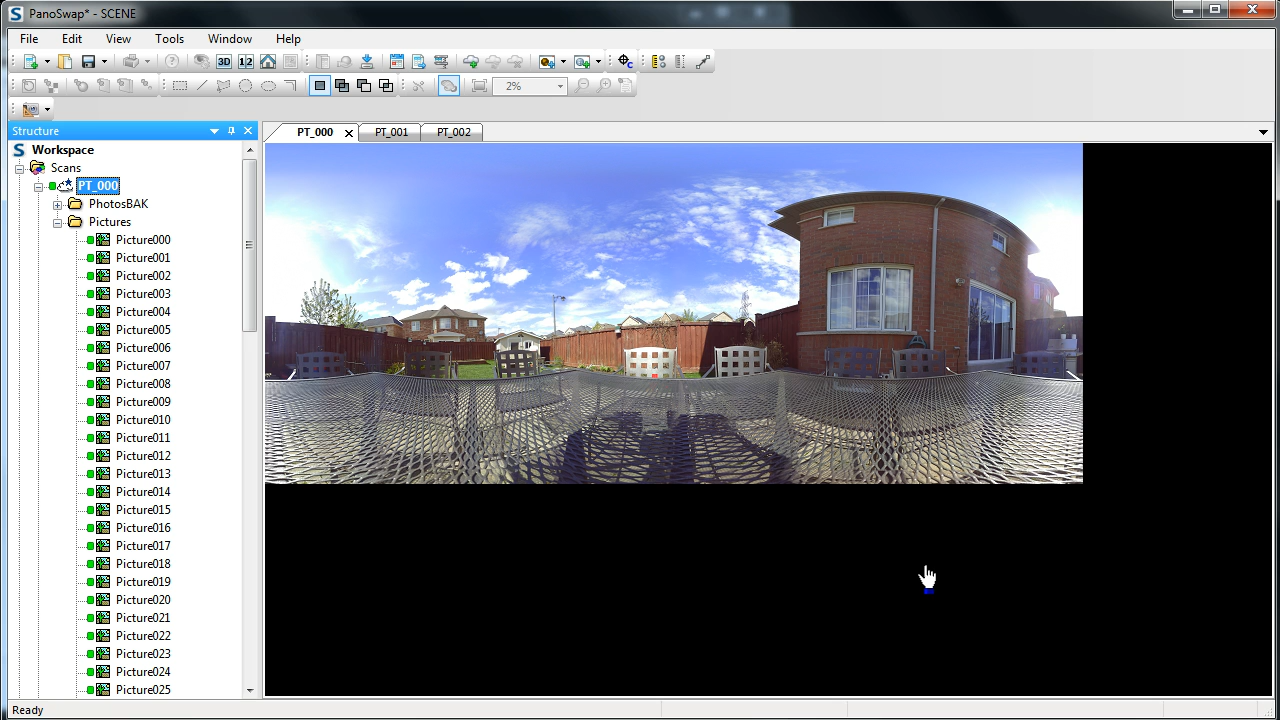 PanoSwap* - SCENE
File Edit View Tools Window Help
3D 1,2
2%
Structure
PT_000 PT_001 PT_002
Workspace
Scans
PT_000
PhotosBAK
Pictures
Picture000
Picture001
Picture002
Picture003
Picture004
Picture005
Picture006
Picture007
Picture008
Picture009
Picture010
Picture011
Picture012
Picture013
Picture014
Picture015
Picture016
Picture017
Picture018
Picture019
Picture020
Picture021
Picture022
Picture023
Picture024
Picture025
Ready